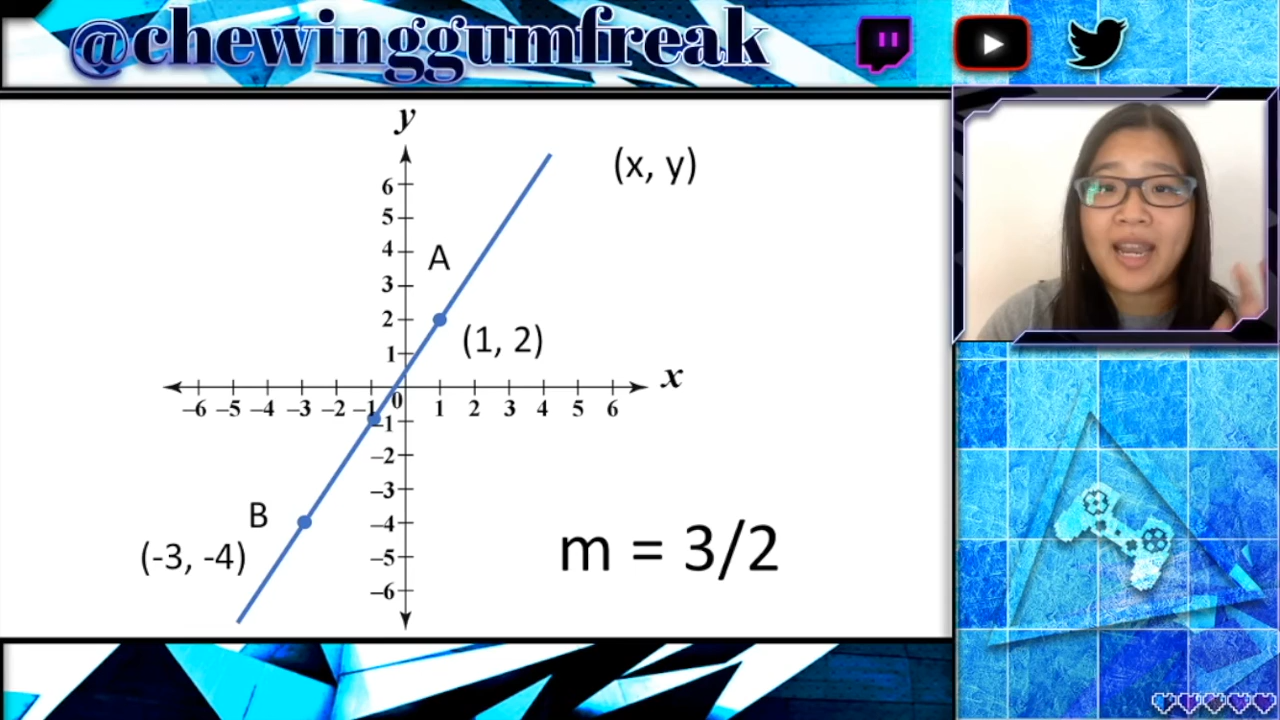 @chewinggumfreak
y
(x, y)
6
5
4
A
3
2
(1, 2)
1
x
–6 –5 –4 –3 –2 –1 0 1 2 3 4 5 6
–1
–2
–3
B
–4
(-3, -4)
m = 3/2
–5
–6